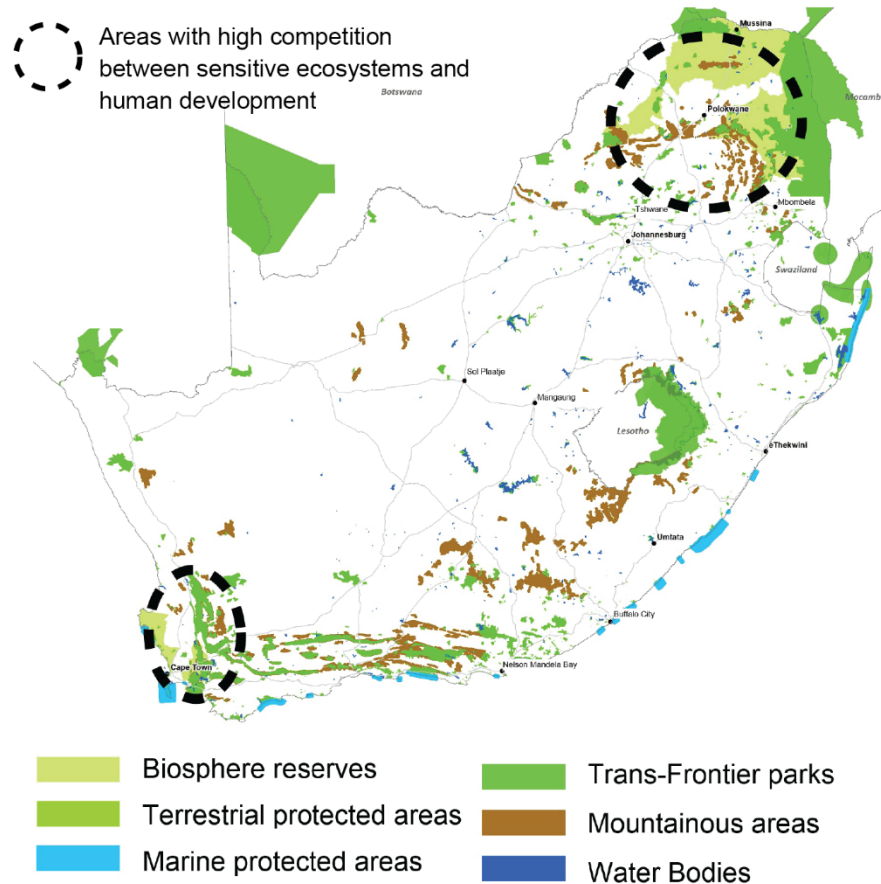 Areas with high competition
between sensitive ecosystems and
human development
Mussina
Botswana
Mocamb
Polokwane
Mbombela
Tshwane
Johannesburg
Swaziland
Sol Plaatje
Mangaung
Lesotho
eThekwini
Umtata
Buffalo City
Cape Town
Nelson Mandela Bay
Biosphere reserves
Terrestrial protected areas
Marine protected areas
Trans-Frontier parks
Mountainous areas
Water Bodies